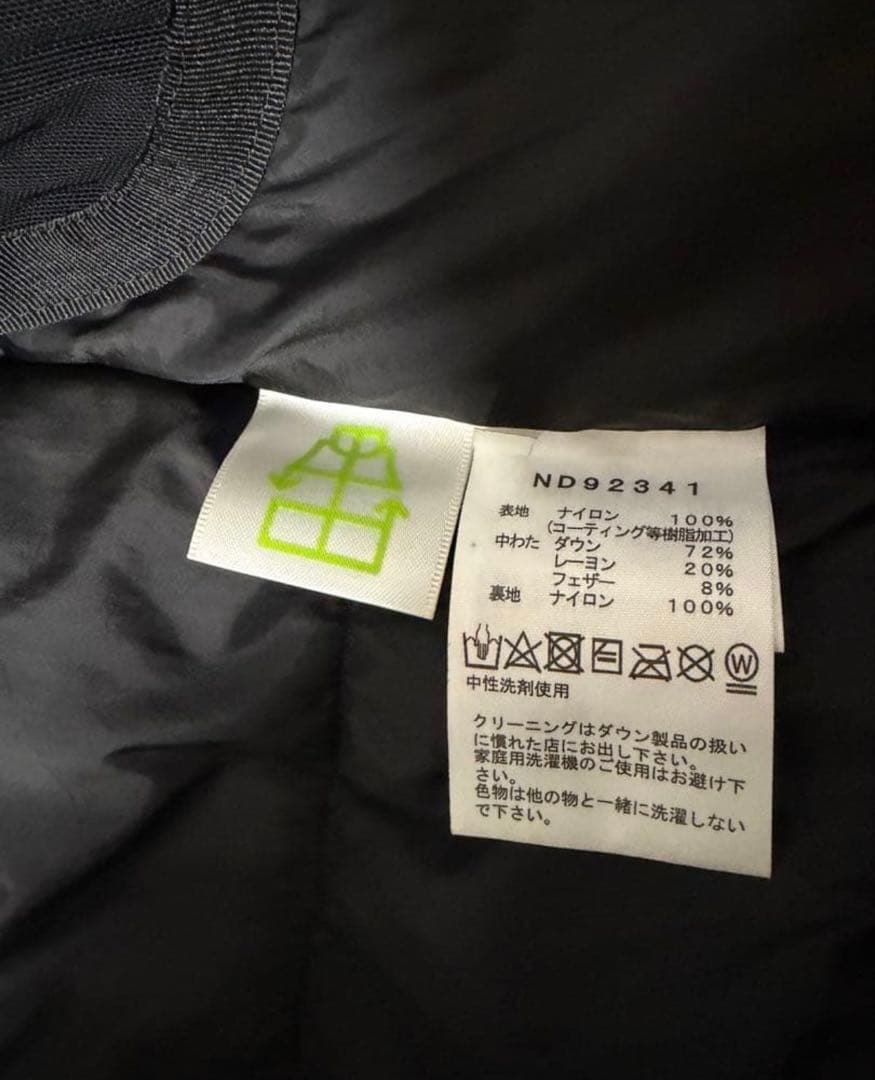 ND92341
表地 ナイロン 100%
(コーティング等樹脂加工)
中わた ダウン 72%
レーヨン 20%
フェザー 8%
裏地 ナイロン 100%
W
中性洗剤使用
クリーニングはダウン製品の扱い
に慣れた店にお出し下さい。
家庭用洗濯機のご使用はお避け下
さい。
色物は他の物と一緒に洗濯しない
で下さい。